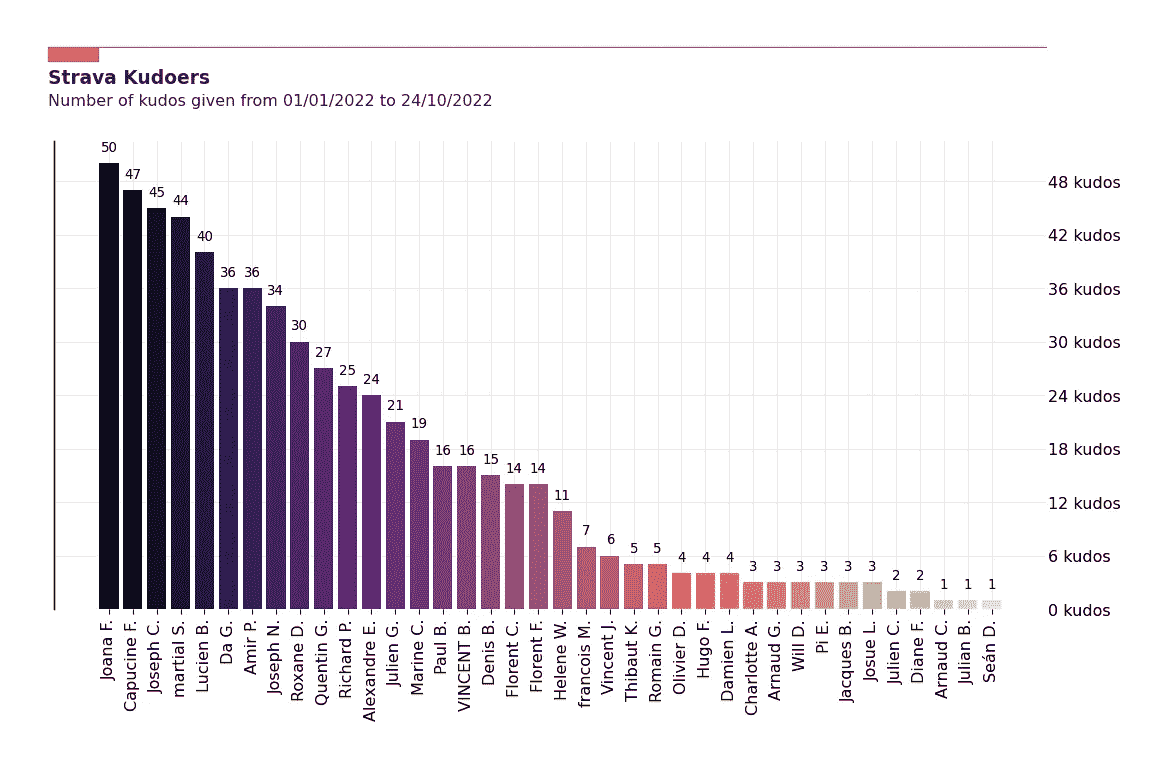 Strava Kudoers
Number of kudos given from 01/01/2022 to 24/10/2022
50
47
45
44
40
36
36
34
30
27
25
24
21
19
16
16
15
14
14
11
7
6
5
5
4
4
4
3
3
3
3
3
3
2
2
1
1
1
48 kudos
42 kudos
36 kudos
30 kudos
24 kudos
18 kudos
12 kudos
6 kudos
0 kudos
Joana F.
Capucine F.
Joseph C.
martial S.
Lucien B.
Da G.
Amir P.
Joseph N.
Roxane D.
Quentin G.
Richard P.
Alexandre E.
Julien G.
Marine C.
Paul B.
VINCENT B.
Denis B.
Florent C.
Florent F.
Helene W.
francois M.
Vincent J.
Thibaut K.
Romain G.
Olivier D.
Hugo F.
Damien L.
Charlotte A.
Arnaud G.
Will D.
Pi E.
Jacques B.
Josue L.
Julien C.
Diane F.
Arnaud C.
Julian B.
Seán D.